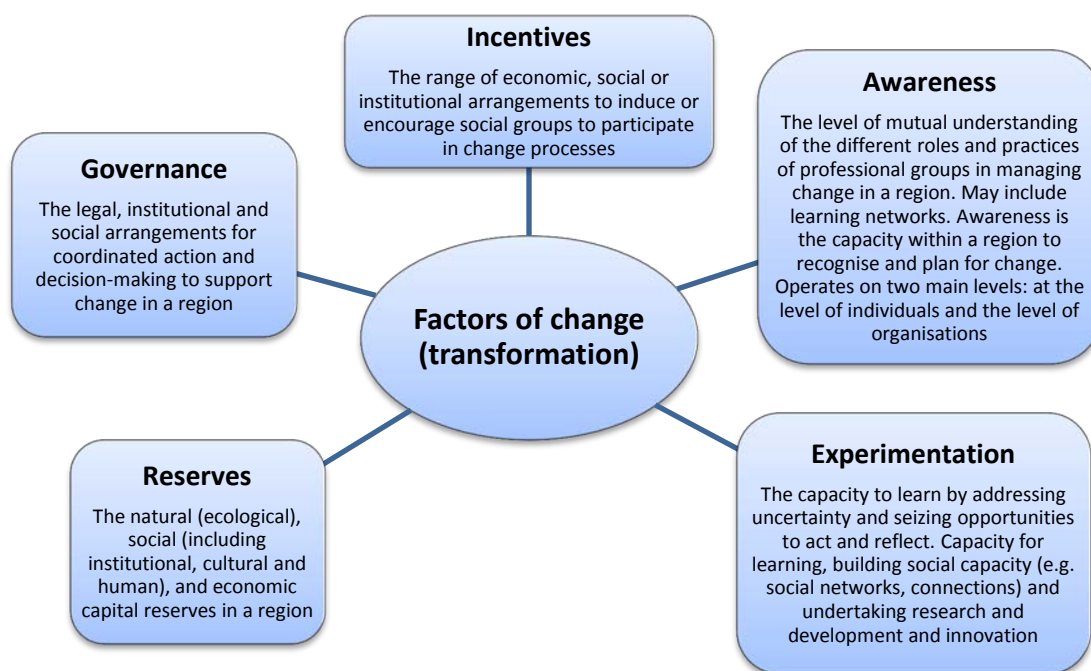 Incentives
The range of economic, social or
institutional arrangements to induce or
encourage social groups to participate
in change processes
Awareness
The level of mutual understanding
of the different roles and practices
of professional groups in managing
change in a region. May include
learning networks. Awareness is
the capacity within a region to
recognise and plan for change.
Operates on two main levels: at the
level of individuals and the level of
organisations
Governance
The legal, institutional and
social arrangements for
coordinated action and
decision-making to support
change in a region
Factors of change
(transformation)
Reserves
The natural (ecological),
social (including
institutional, cultural and
human), and economic
capital reserves in a region
Experimentation
The capacity to learn by addressing
uncertainty and seizing opportunities
to act and reflect. Capacity for
learning, building social capacity (e.g.
social networks, connections) and
undertaking research and
development and innovation